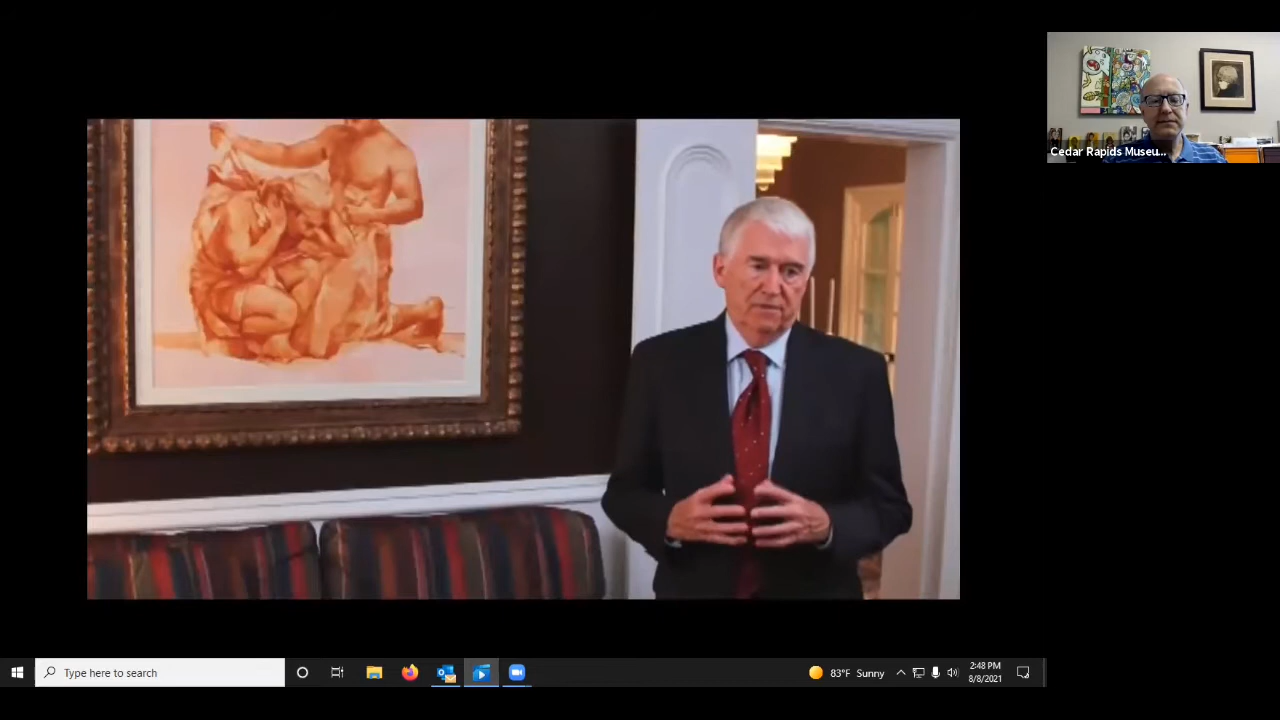 Cedar Rapids Museu...
Type here to search
83°F Sunny
2:48 PM
8/8/2021